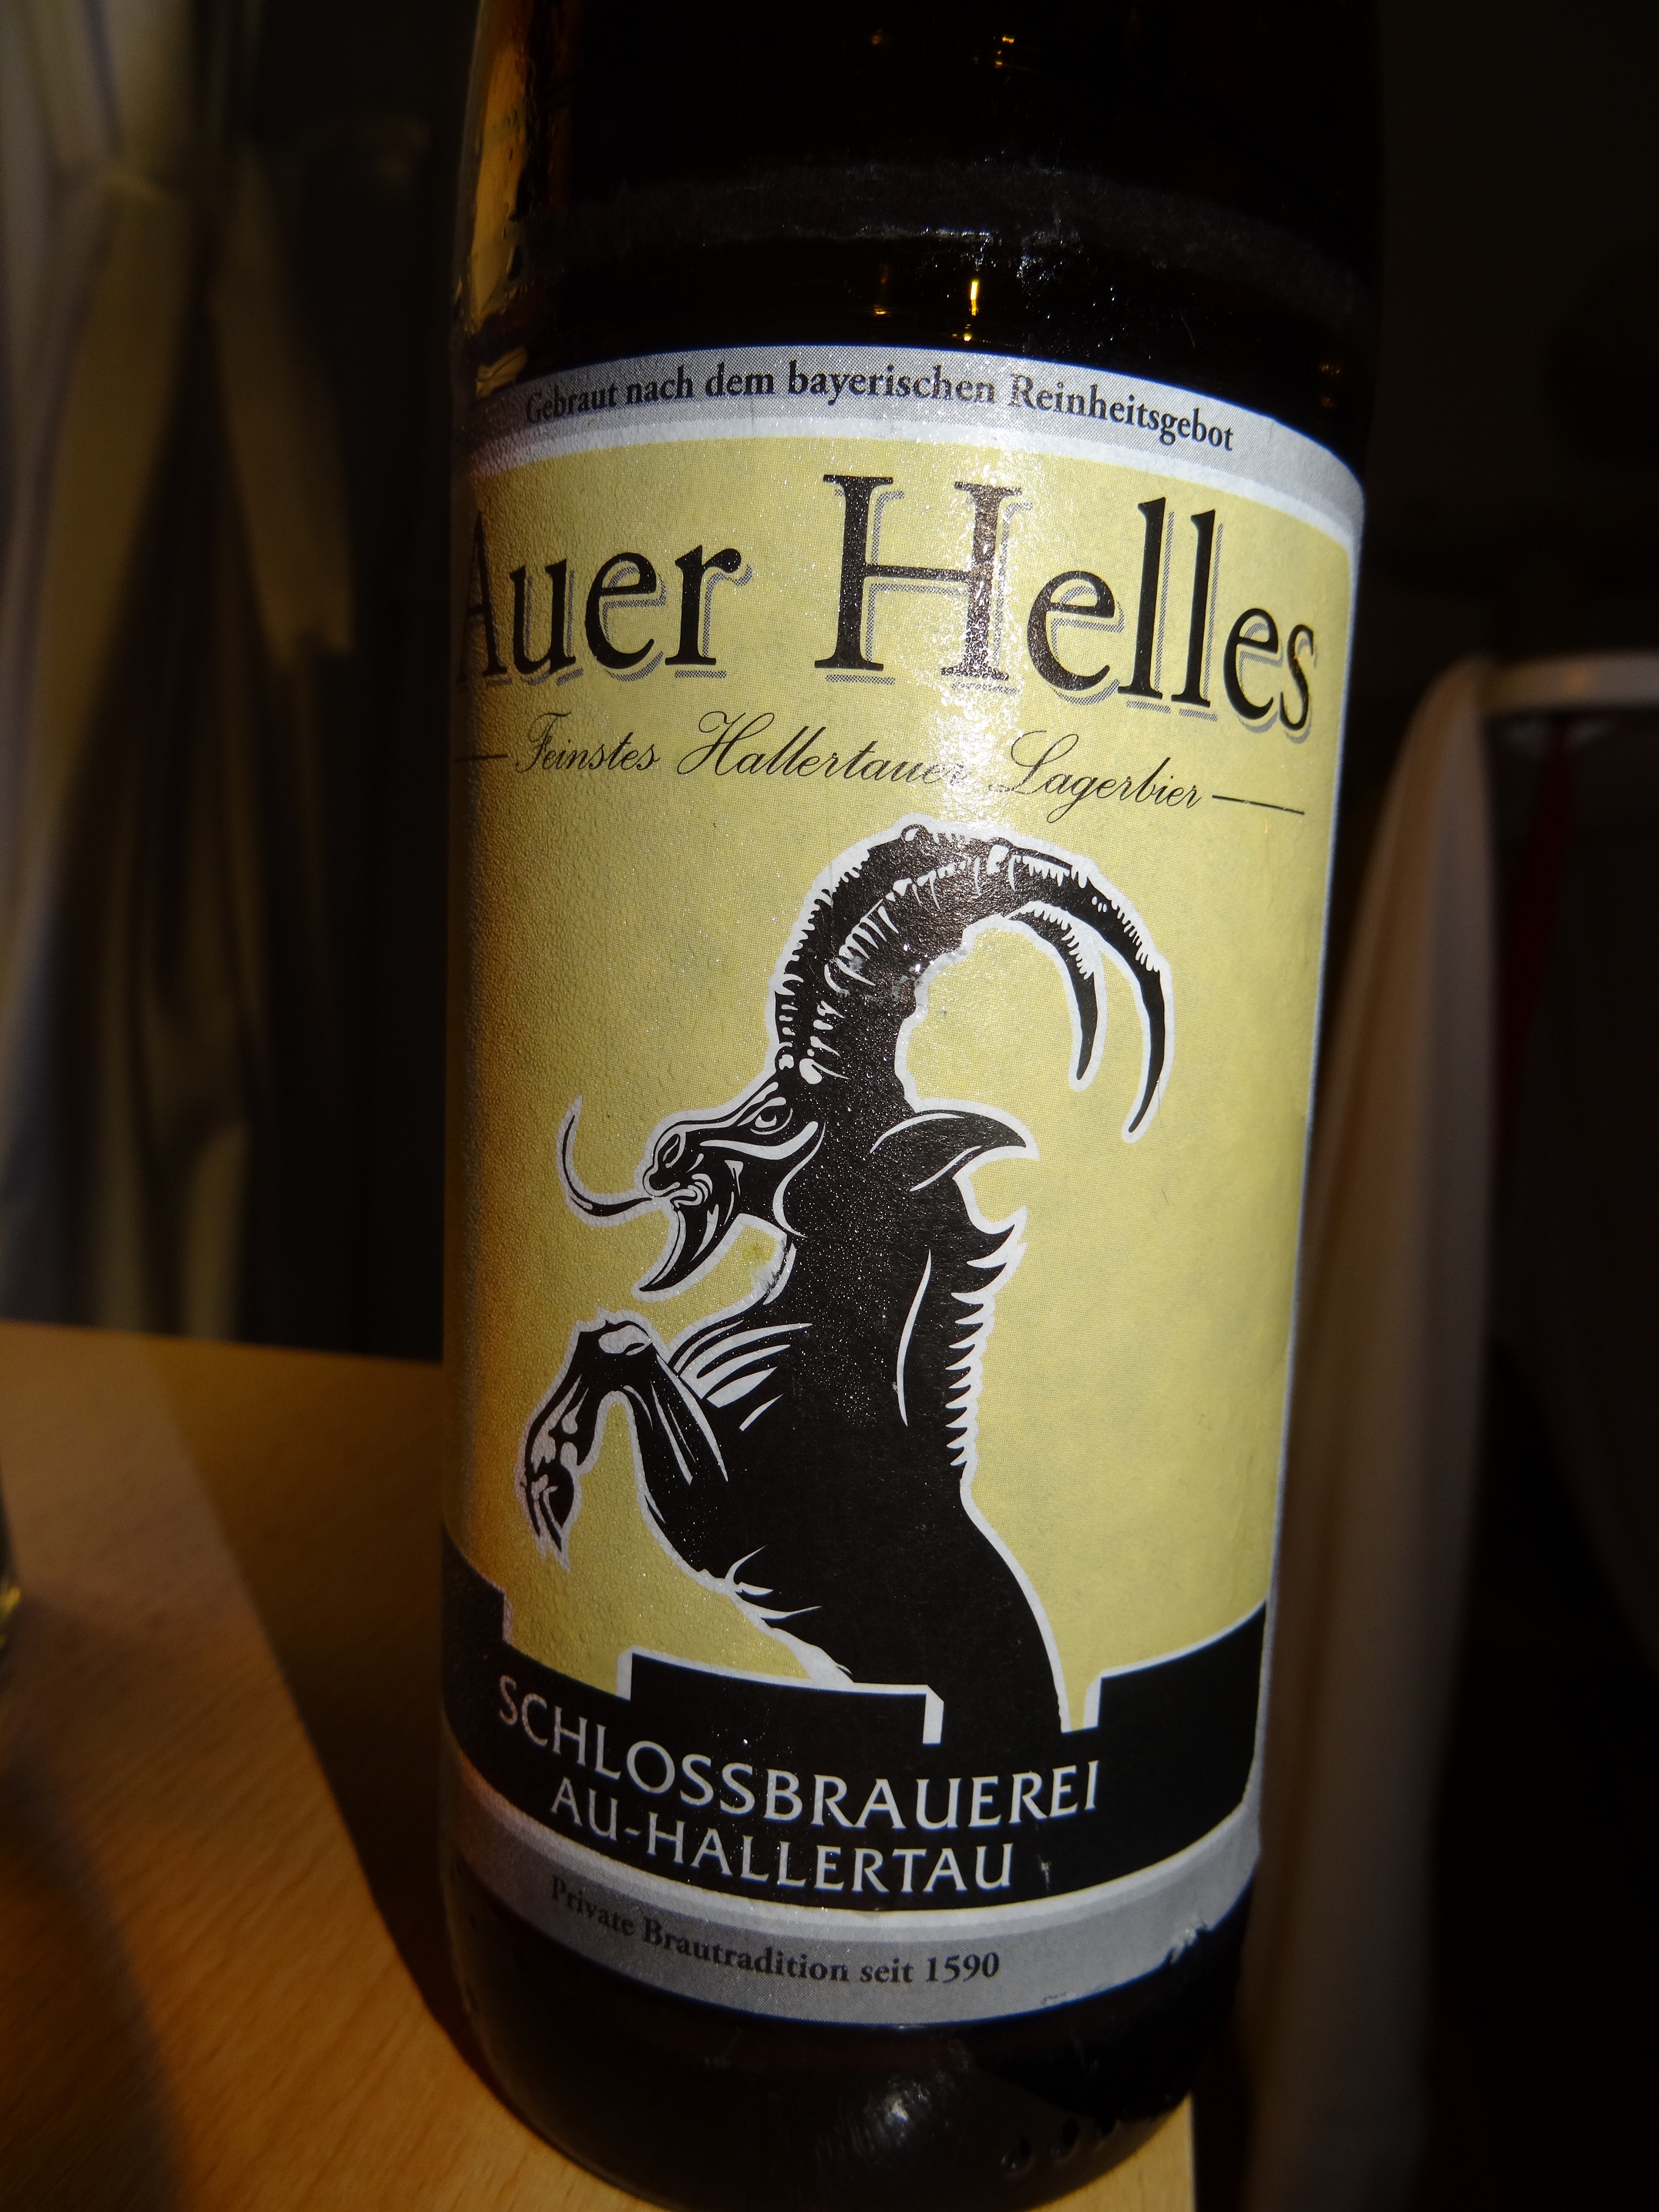 Gebraut nach dem bayerischen Reinheitsgebot
Auer Helles
Feinstes Hallertauer Lagerbier
SCHLOSSBRAUEREI
AU-HALLERTAU
Private Brautradition seit 1590